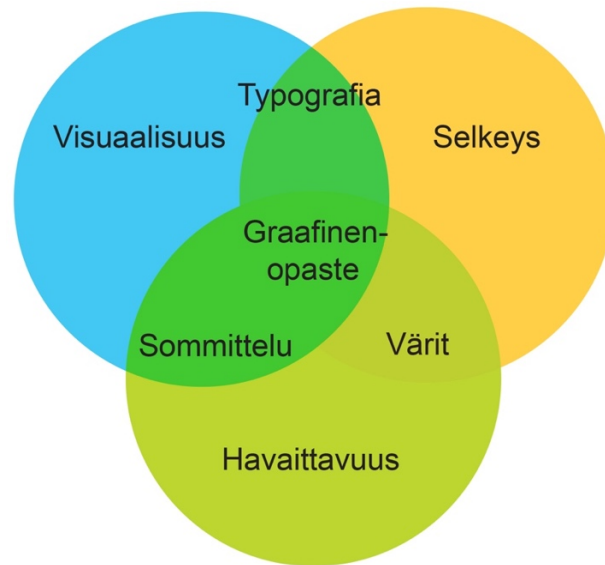 Typografia
Visuaalisuus
Selkeys
Graafinen-
opaste
Sommittelu
Värit
Havaittavuus